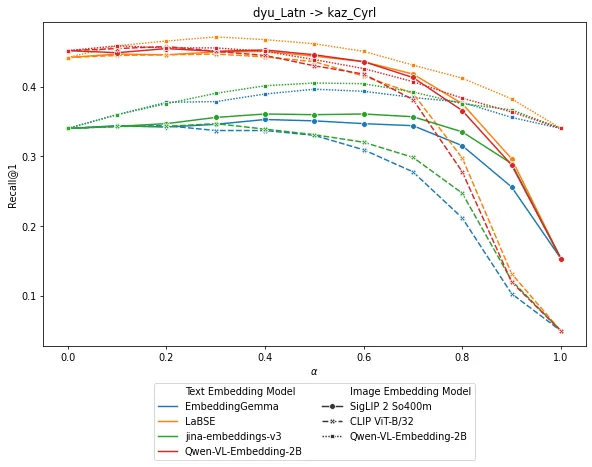 dyu_Latn -> kaz_Cyrl
Recall@1
0.4
0.3
0.2
0.1
0.0 0.2 0.4 0.6 0.8 1.0
α
Text Embedding Model Image Embedding Model
EmbeddingGemma SigLIP 2 So400m
LaBSE CLIP ViT-B/32
jina-embeddings-v3 Qwen-VL-Embedding-2B
Qwen-VL-Embedding-2B